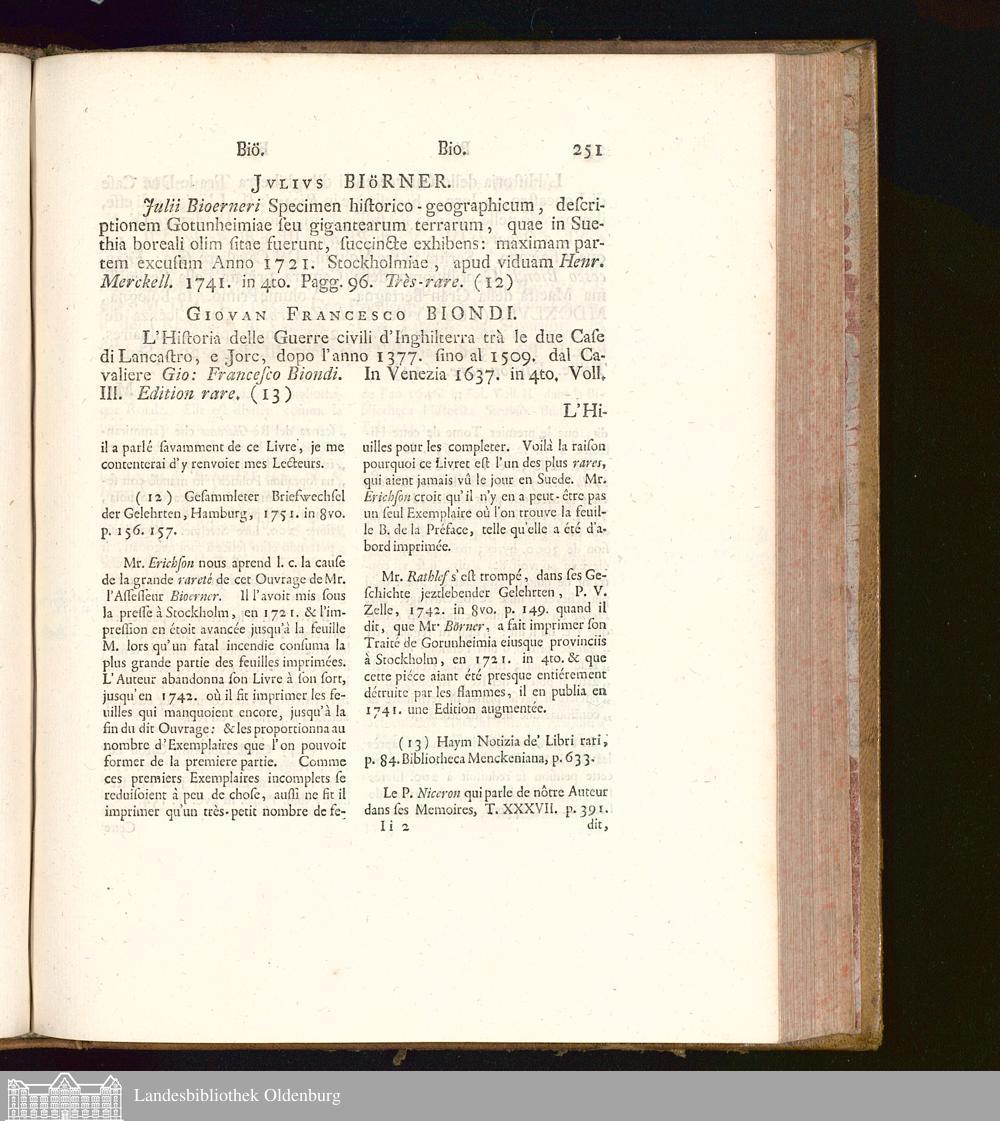 Biö. Bio. 251
JVLIVS BIöRNER.
Julii Bioerneri Specimen hiſtorico-geographicum, deſcri-
ptionem Gotunheimiae ſeu gigantearum terrarum, quae in Sue-
thia boreali olim ſitae fuerunt, ſuccincte exhibens: maximam par-
tem excuſum Anno 1721. Stockholmiae, apud viduam Henr.
Merckell. 1741. in 4to. Pagg. 96. Très-rare. (12)
GIOVAN FRANCESCO BIONDI.
L'Hiſtoria delle Guerre civili d'Inghilterra trà le due Caſe
di Lancaſtro, e Jorc, dopo l'anno 1377. ſino al 1509. dal Ca-
valiere Gio: Franceſco Biondi. In Venezia 1637. in 4to. Voll.
III. Edition rare. (13)
L'Hi-
il a parlé ſavamment de ce Livre, je me
contenterai d'y renvoier mes Lecteurs.
(12) Geſammleter Briefwechſel
der Gelehrten, Hamburg, 1751. in 8vo.
p. 156. 157.
Mr. Erichſon nous aprend l. c. la cauſe
de la grande rareté de cet Ouvrage de Mr.
l'Aſſeſſeur Bioerner. Il l'avoit mis ſous
la preſſe à Stockholm, en 1721. & l'im-
preſſion en étoit avancée jusqu'à la feuille
M. lors qu'un fatal incendie conſuma la
plus grande partie des feuilles imprimées.
L'Auteur abandonna ſon Livre à ſon ſort,
jusqu'en 1742. où il fit imprimer les fe-
uilles qui manquoient encore, jusqu'à la
fin du dit Ouvrage: & les proportionna au
nombre d'Exemplaires que l'on pouvoit
former de la premiere partie. Comme
ces premiers Exemplaires incomplets ſe
reduiſoient à peu de choſe, auſſi ne fit il
imprimer qu'un très-petit nombre de fe-
uilles pour les completer. Voilà la raiſon
pourquoi ce Livret eſt l'un des plus rares,
qui aient jamais vû le jour en Suede. Mr.
Erichſon croit qu'il n'y en a peut-être pas
un ſeul Exemplaire où l'on trouve la feuil-
le B. de la Préface, telle qu'elle a été d'a-
bord imprimée.
Mr. Rathlef s'eſt trompé, dans ſes Ge-
ſchichte jeztlebender Gelehrten, P. V.
Zelle, 1742. in 8vo. p. 149. quand il
dit, que Mr. Börner, a fait imprimer ſon
Traité de Gorunheimia eiusque provinciis
à Stockholm, en 1721. in 4to. & que
cette piéce aiant été presque entiérement
détruite par les flammes, il en publia en
1741. une Edition augmentée.
(13) Haym Notizia de' Libri rari,
p. 84. Bibliotheca Menckeniana, p. 633.
Le P. Niceron qui parle de nôtre Auteur
dans ſes Memoires, T. XXXVII. p. 391.
Ii 2 dit,
Landesbibliothek Oldenburg